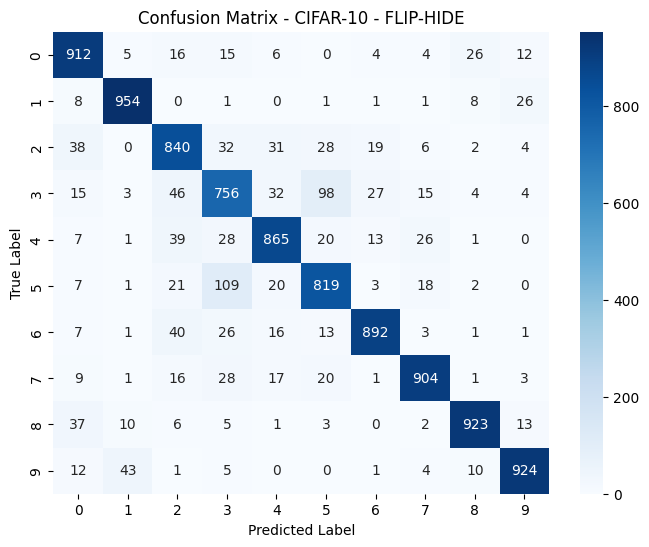 Confusion Matrix - CIFAR-10 - FLIP-HIDE
0 912 5 16 15 6 0 4 4 26 12
1 8 954 0 1 0 1 1 1 8 26
2 38 0 840 32 31 28 19 6 2 4
3 15 3 46 756 32 98 27 15 4 4
4 7 1 39 28 865 20 13 26 1 0
5 7 1 21 109 20 819 3 18 2 0
6 7 1 40 26 16 13 892 3 1 1
7 9 1 16 28 17 20 1 904 1 3
8 37 10 6 5 1 3 0 2 923 13
9 12 43 1 5 0 0 1 4 10 924
0 1 2 3 4 5 6 7 8 9
Predicted Label
True Label
800
600
400
200
0